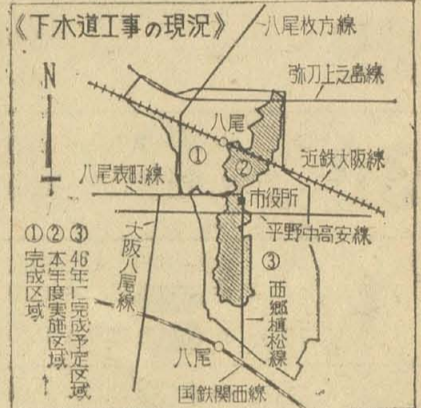 《下水道工事の現況》
八尾枚方線
N
弥刀上之島線
八尾
①
②
近鉄大阪線
八尾表町線
市役所
平野中高安線
大阪八尾線
③
西郷植松線
③46年に完成予定区域
②本年度実施区域
①完成区域
八尾
国鉄関西線